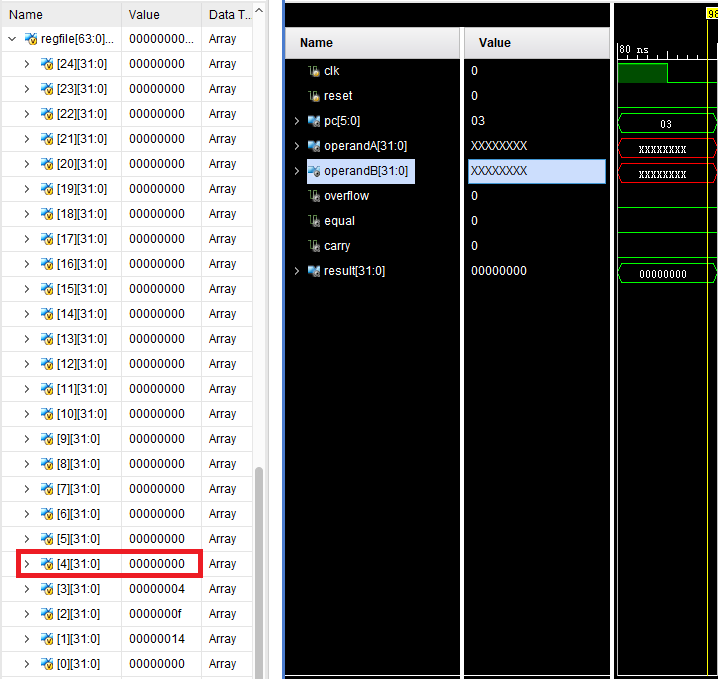 Name Value Data T...
regfile[63:0]... 00000000... Array
[24][31:0] 00000000 Array
[23][31:0] 00000000 Array
[22][31:0] 00000000 Array
[21][31:0] 00000000 Array
[20][31:0] 00000000 Array
[19][31:0] 00000000 Array
[18][31:0] 00000000 Array
[17][31:0] 00000000 Array
[16][31:0] 00000000 Array
[15][31:0] 00000000 Array
[14][31:0] 00000000 Array
[13][31:0] 00000000 Array
[12][31:0] 00000000 Array
[11][31:0] 00000000 Array
[10][31:0] 00000000 Array
[9][31:0] 00000000 Array
[8][31:0] 00000000 Array
[7][31:0] 00000000 Array
[6][31:0] 00000000 Array
[5][31:0] 00000000 Array
[4][31:0] 00000000 Array
[3][31:0] 00000004 Array
[2][31:0] 0000000f Array
[1][31:0] 00000014 Array
[0][31:0] 00000000 Array
Name Value
clk 0
reset 0
pc[5:0] 03
operandA[31:0] XXXXXXXX
operandB[31:0] XXXXXXXX
overflow 0
equal 0
carry 0
result[31:0] 00000000
98
80 ns
03
XXXXXXXX
XXXXXXXX
00000000